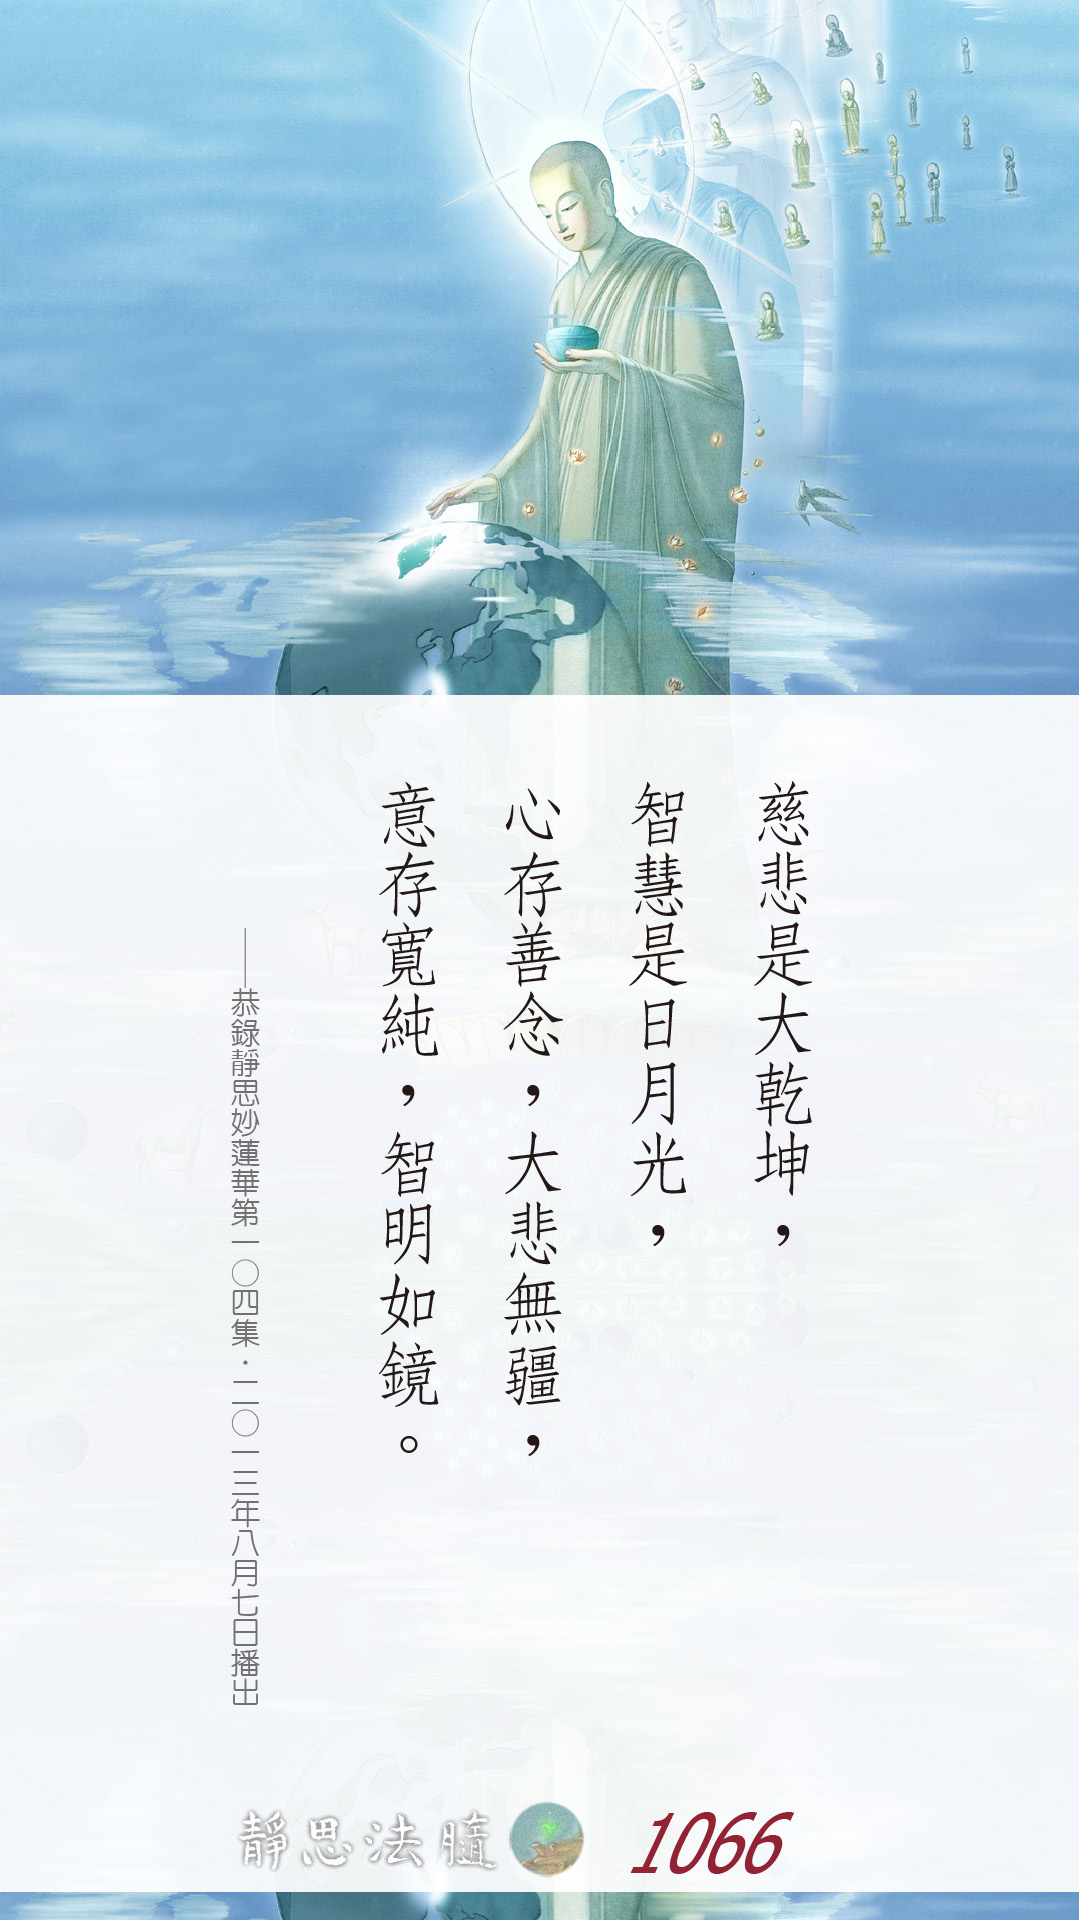 慈悲是大乾坤，
智慧是日月光，
心存善念，大悲無疆，
意存寬純，智明如鏡。
——恭錄靜思妙蓮華第一〇四集・二〇一三年八月七日播出
靜思法髓
1066